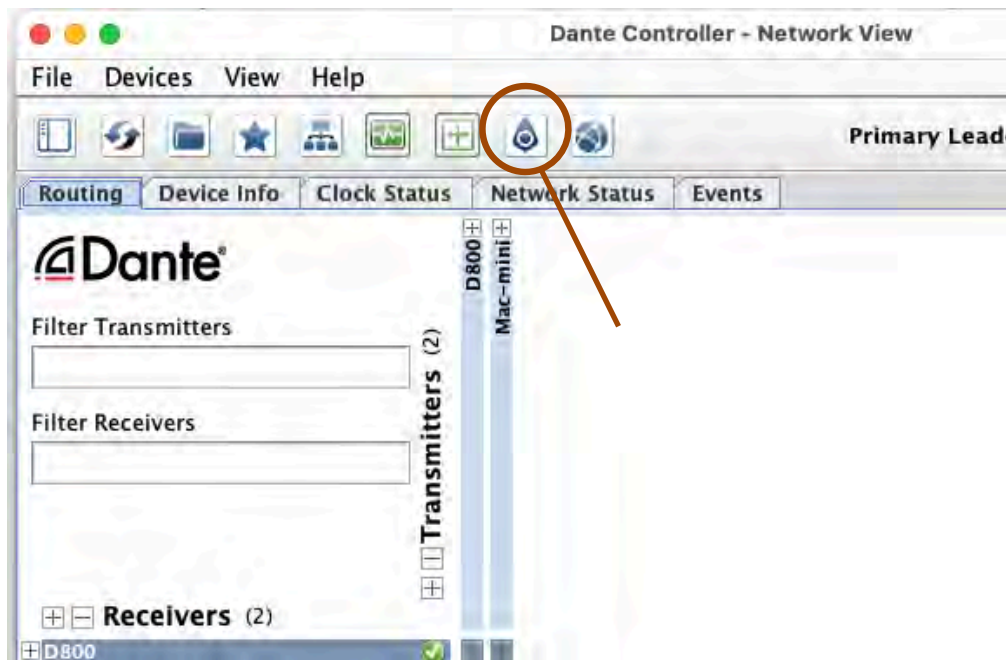 Dante Controller - Network View
File Devices View Help
Primary Leade
Routing Device Info Clock Status Network Status Events
Dante®
Filter Transmitters
Filter Receivers
Transmitters (2)
D800
Mac-mini
Receivers (2)
D800